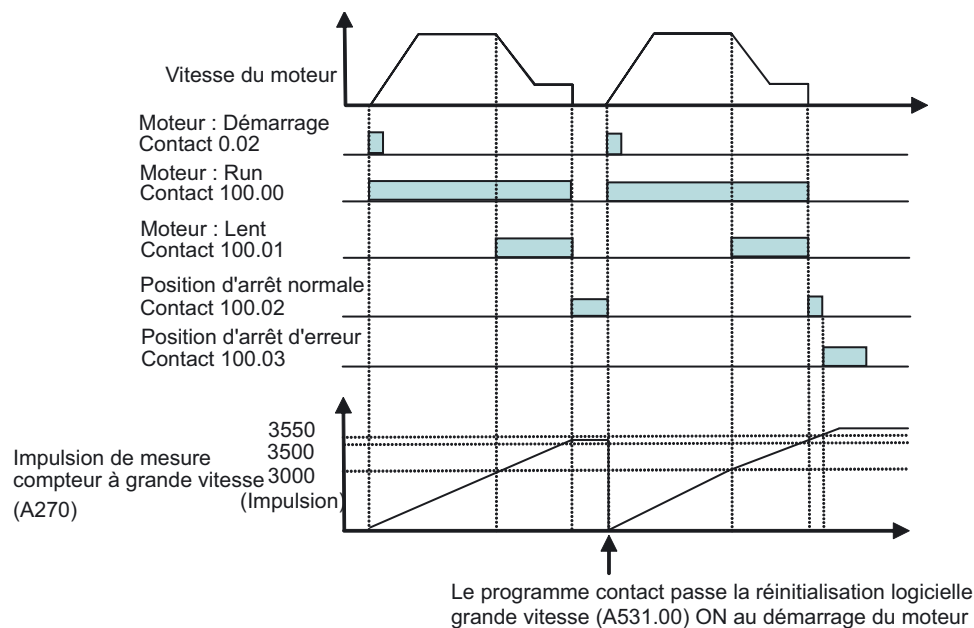 Vitesse du moteur
Moteur : Démarrage
Contact 0.02
Moteur : Run
Contact 100.00
Moteur : Lent
Contact 100.01
Position d'arrêt normale
Contact 100.02
Position d'arrêt d'erreur
Contact 100.03
3550
3500
3000
(Impulsion)
Impulsion de mesure
compteur à grande vitesse
(A270)
Le programme contact passe la réinitialisation logicielle
grande vitesse (A531.00) ON au démarrage du moteur